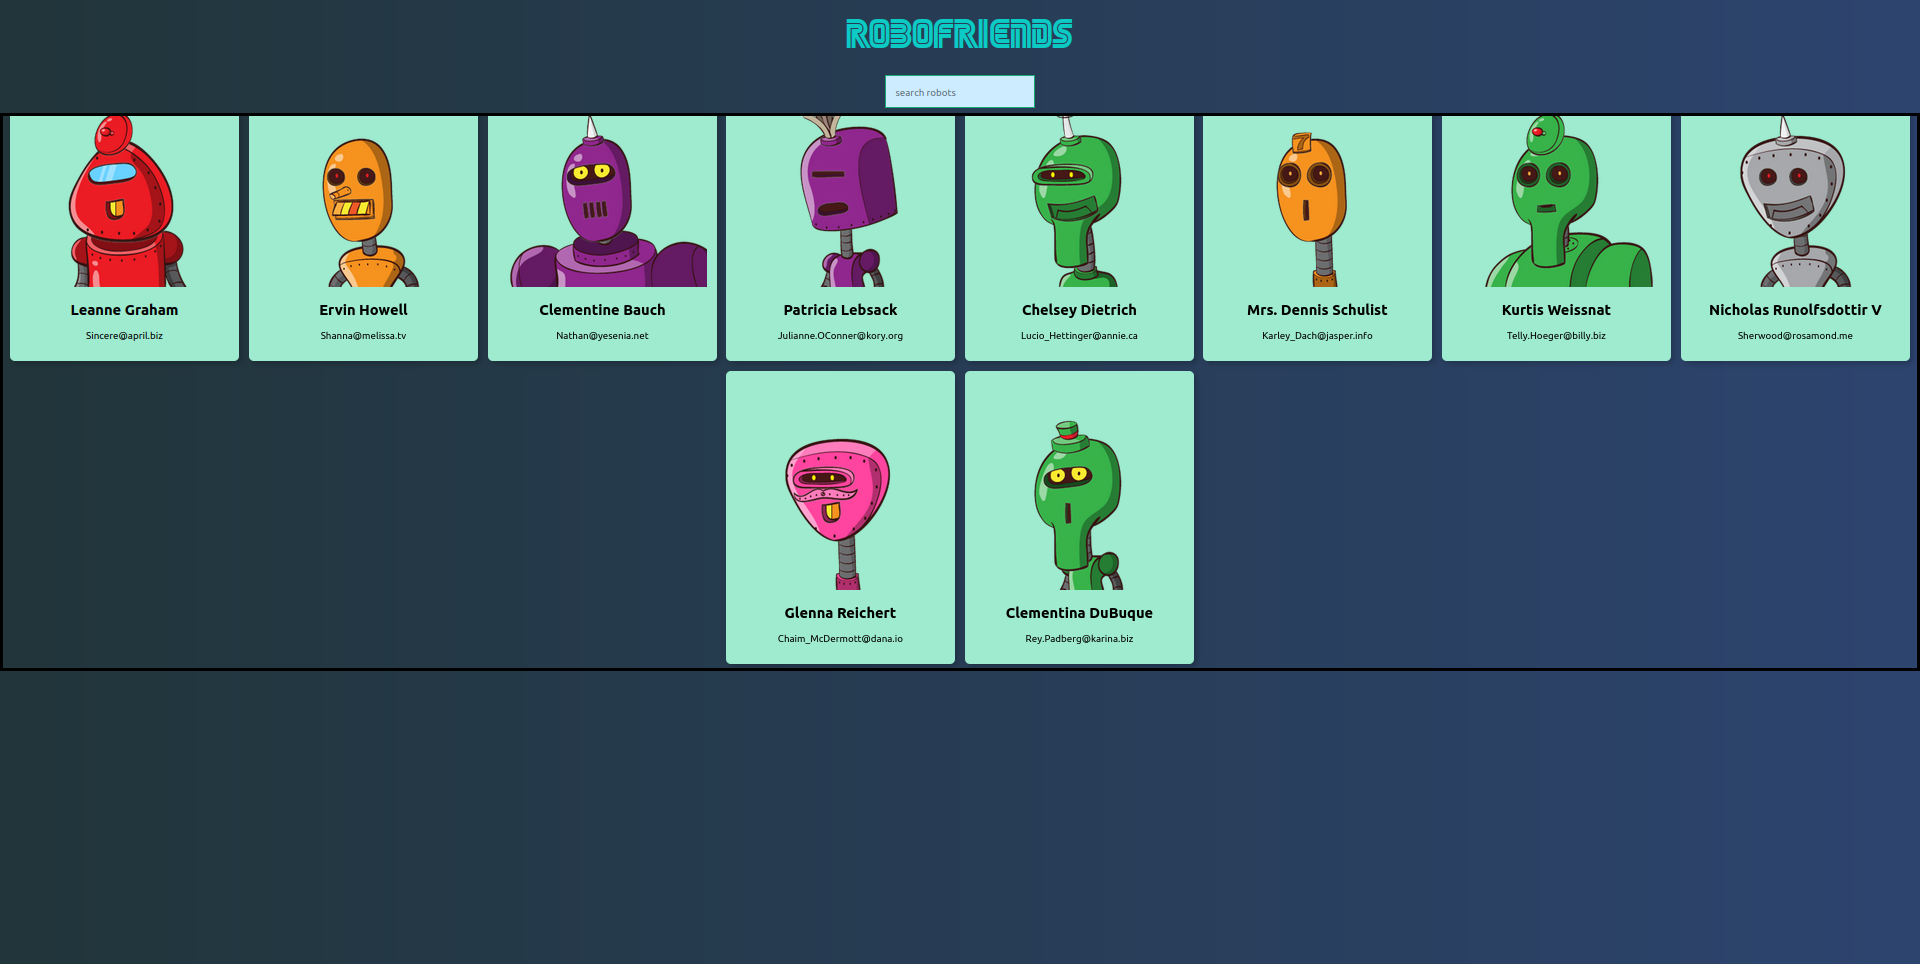 ROBOFRIENDS
search robots
Leanne Graham
Sincere@april.biz
Ervin Howell
Shanna@melissa.tv
Clementine Bauch
Nathan@yesenia.net
Patricia Lebsack
Julianne.OConner@kory.org
Chelsey Dietrich
Lucio_Hettinger@annie.ca
Mrs. Dennis Schulist
Karley_Dach@jasper.info
Kurtis Weissnat
Telly.Hoeger@billy.biz
Nicholas Runolfsdottir V
Sherwood@rosamond.me
Glenna Reichert
Chaim_McDermott@dana.io
Clementina DuBuque
Rey.Padberg@karina.biz